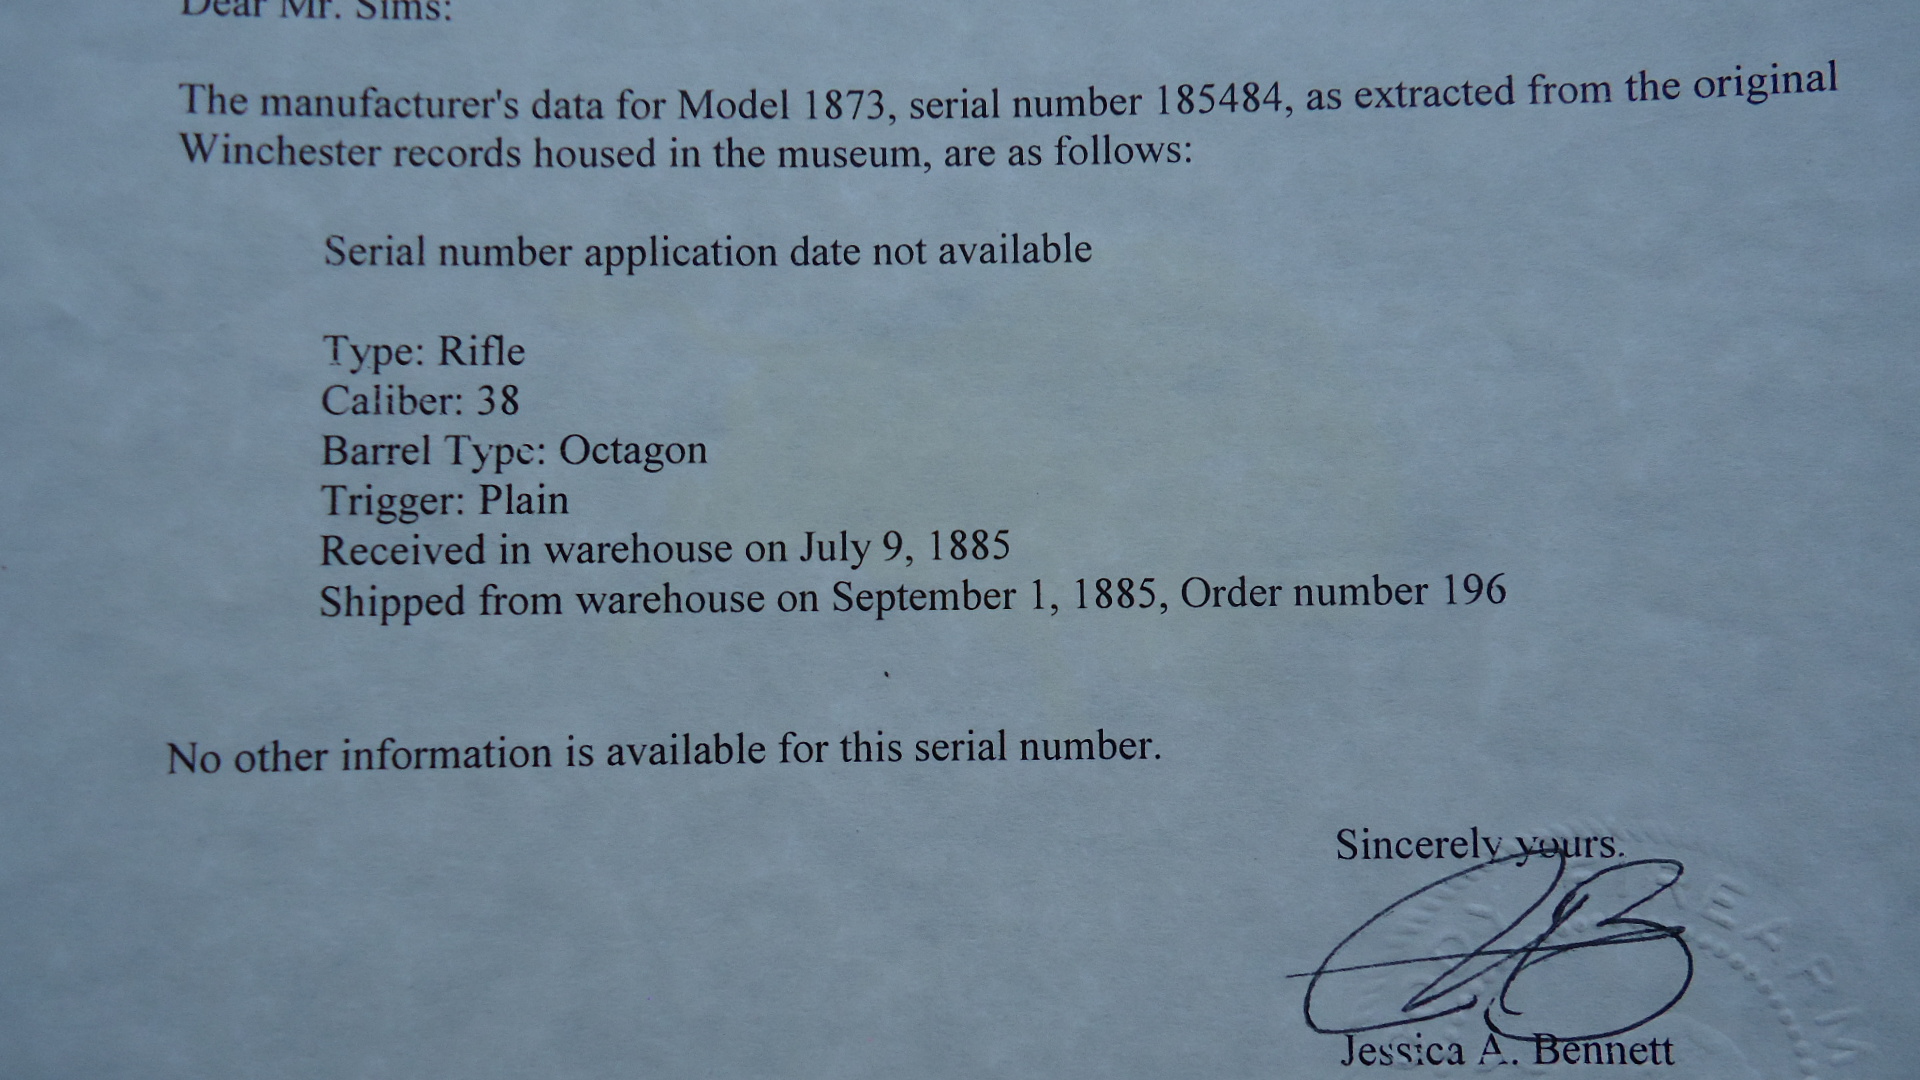 Dear Mr. Sims:
The manufacturer's data for Model 1873, serial number 185484, as extracted from the original
Winchester records housed in the museum, are as follows:
Serial number application date not available
Type: Rifle
Caliber: 38
Barrel Type: Octagon
Trigger: Plain
Received in warehouse on July 9, 1885
Shipped from warehouse on September 1, 1885, Order number 196
No other information is available for this serial number.
Sincerely yours.
Jessica A. Bennett